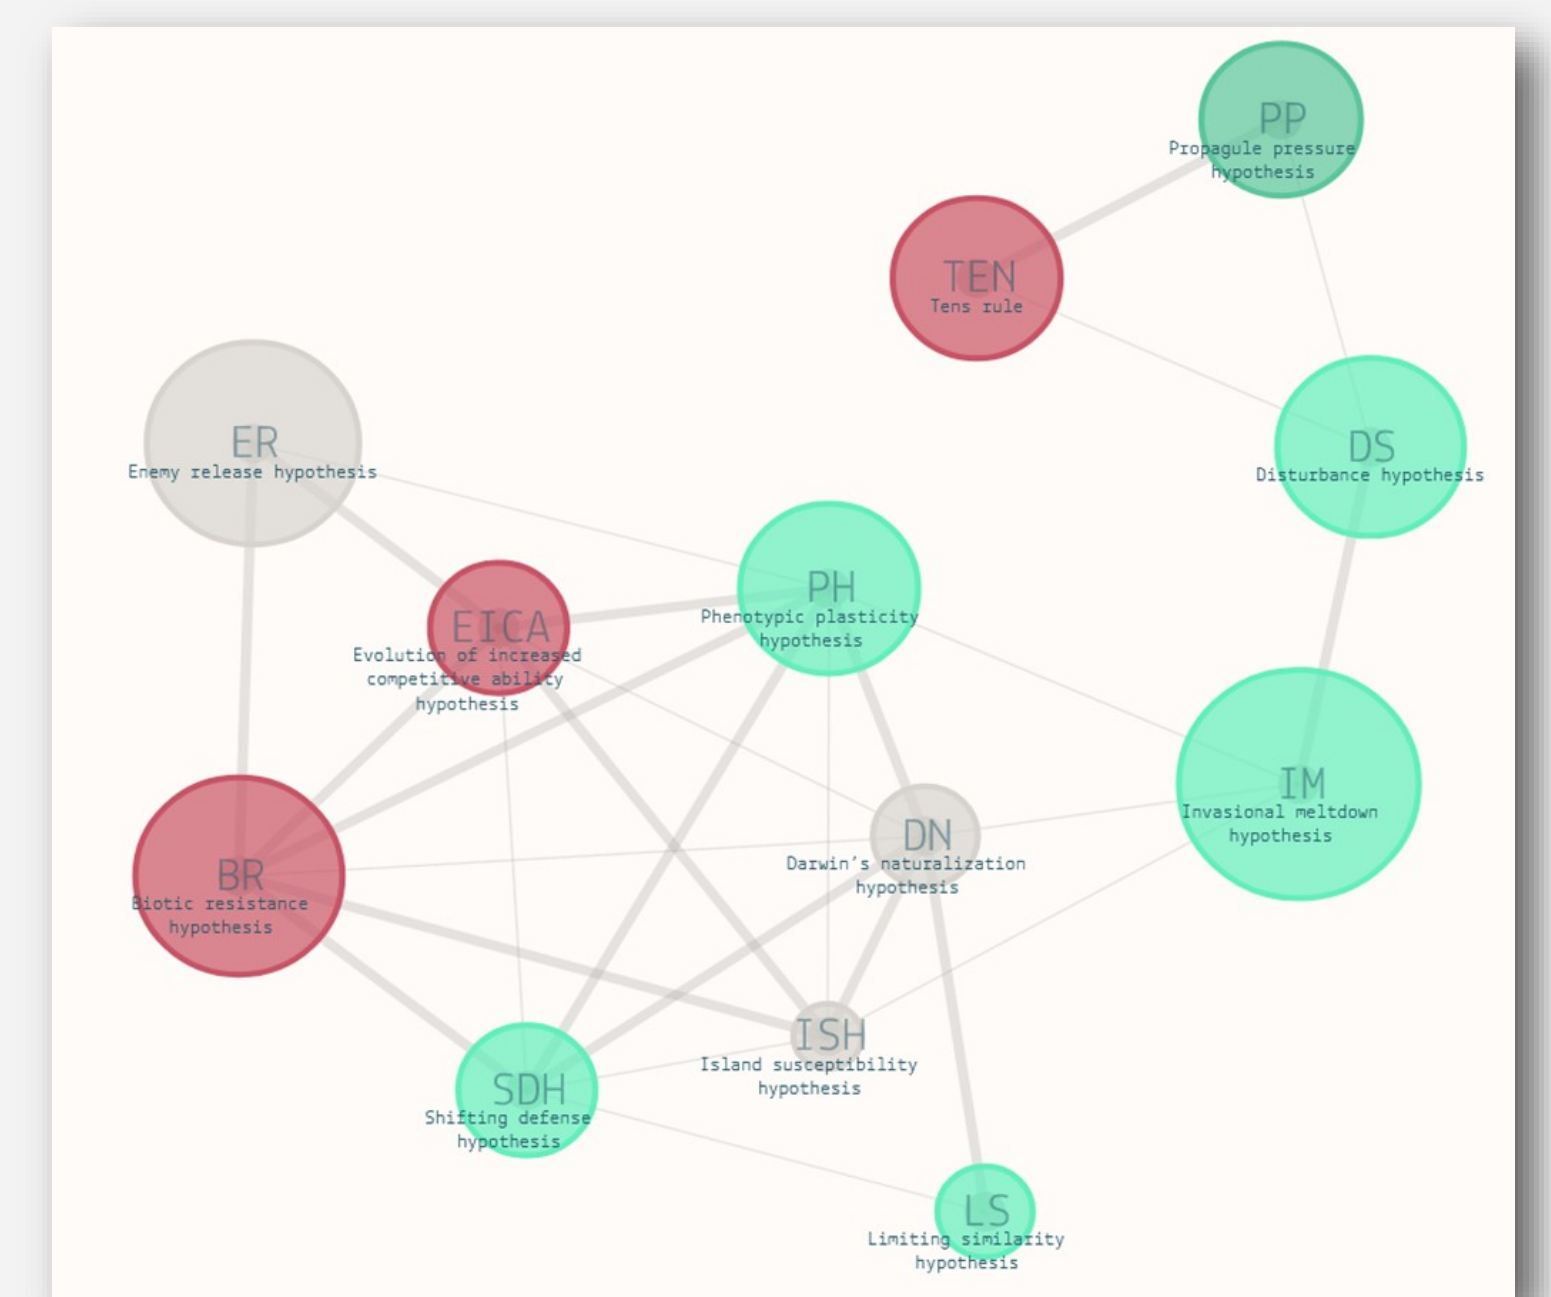 PP
Propagule pressure
hypothesis
TEN
Tens rule
ER
Enemy release hypothesis
DS
Disturbance hypothesis
PH
Phenotypic plasticity
hypothesis
EICA
Evolution of increased
competitive ability
hypothesis
IM
Invasional meltdown
hypothesis
DN
Darwin's naturalization
hypothesis
BR
Biotic resistance
hypothesis
ISH
Island susceptibility
hypothesis
SDH
Shifting defense
hypothesis
LS
Limiting similarity
hypothesis